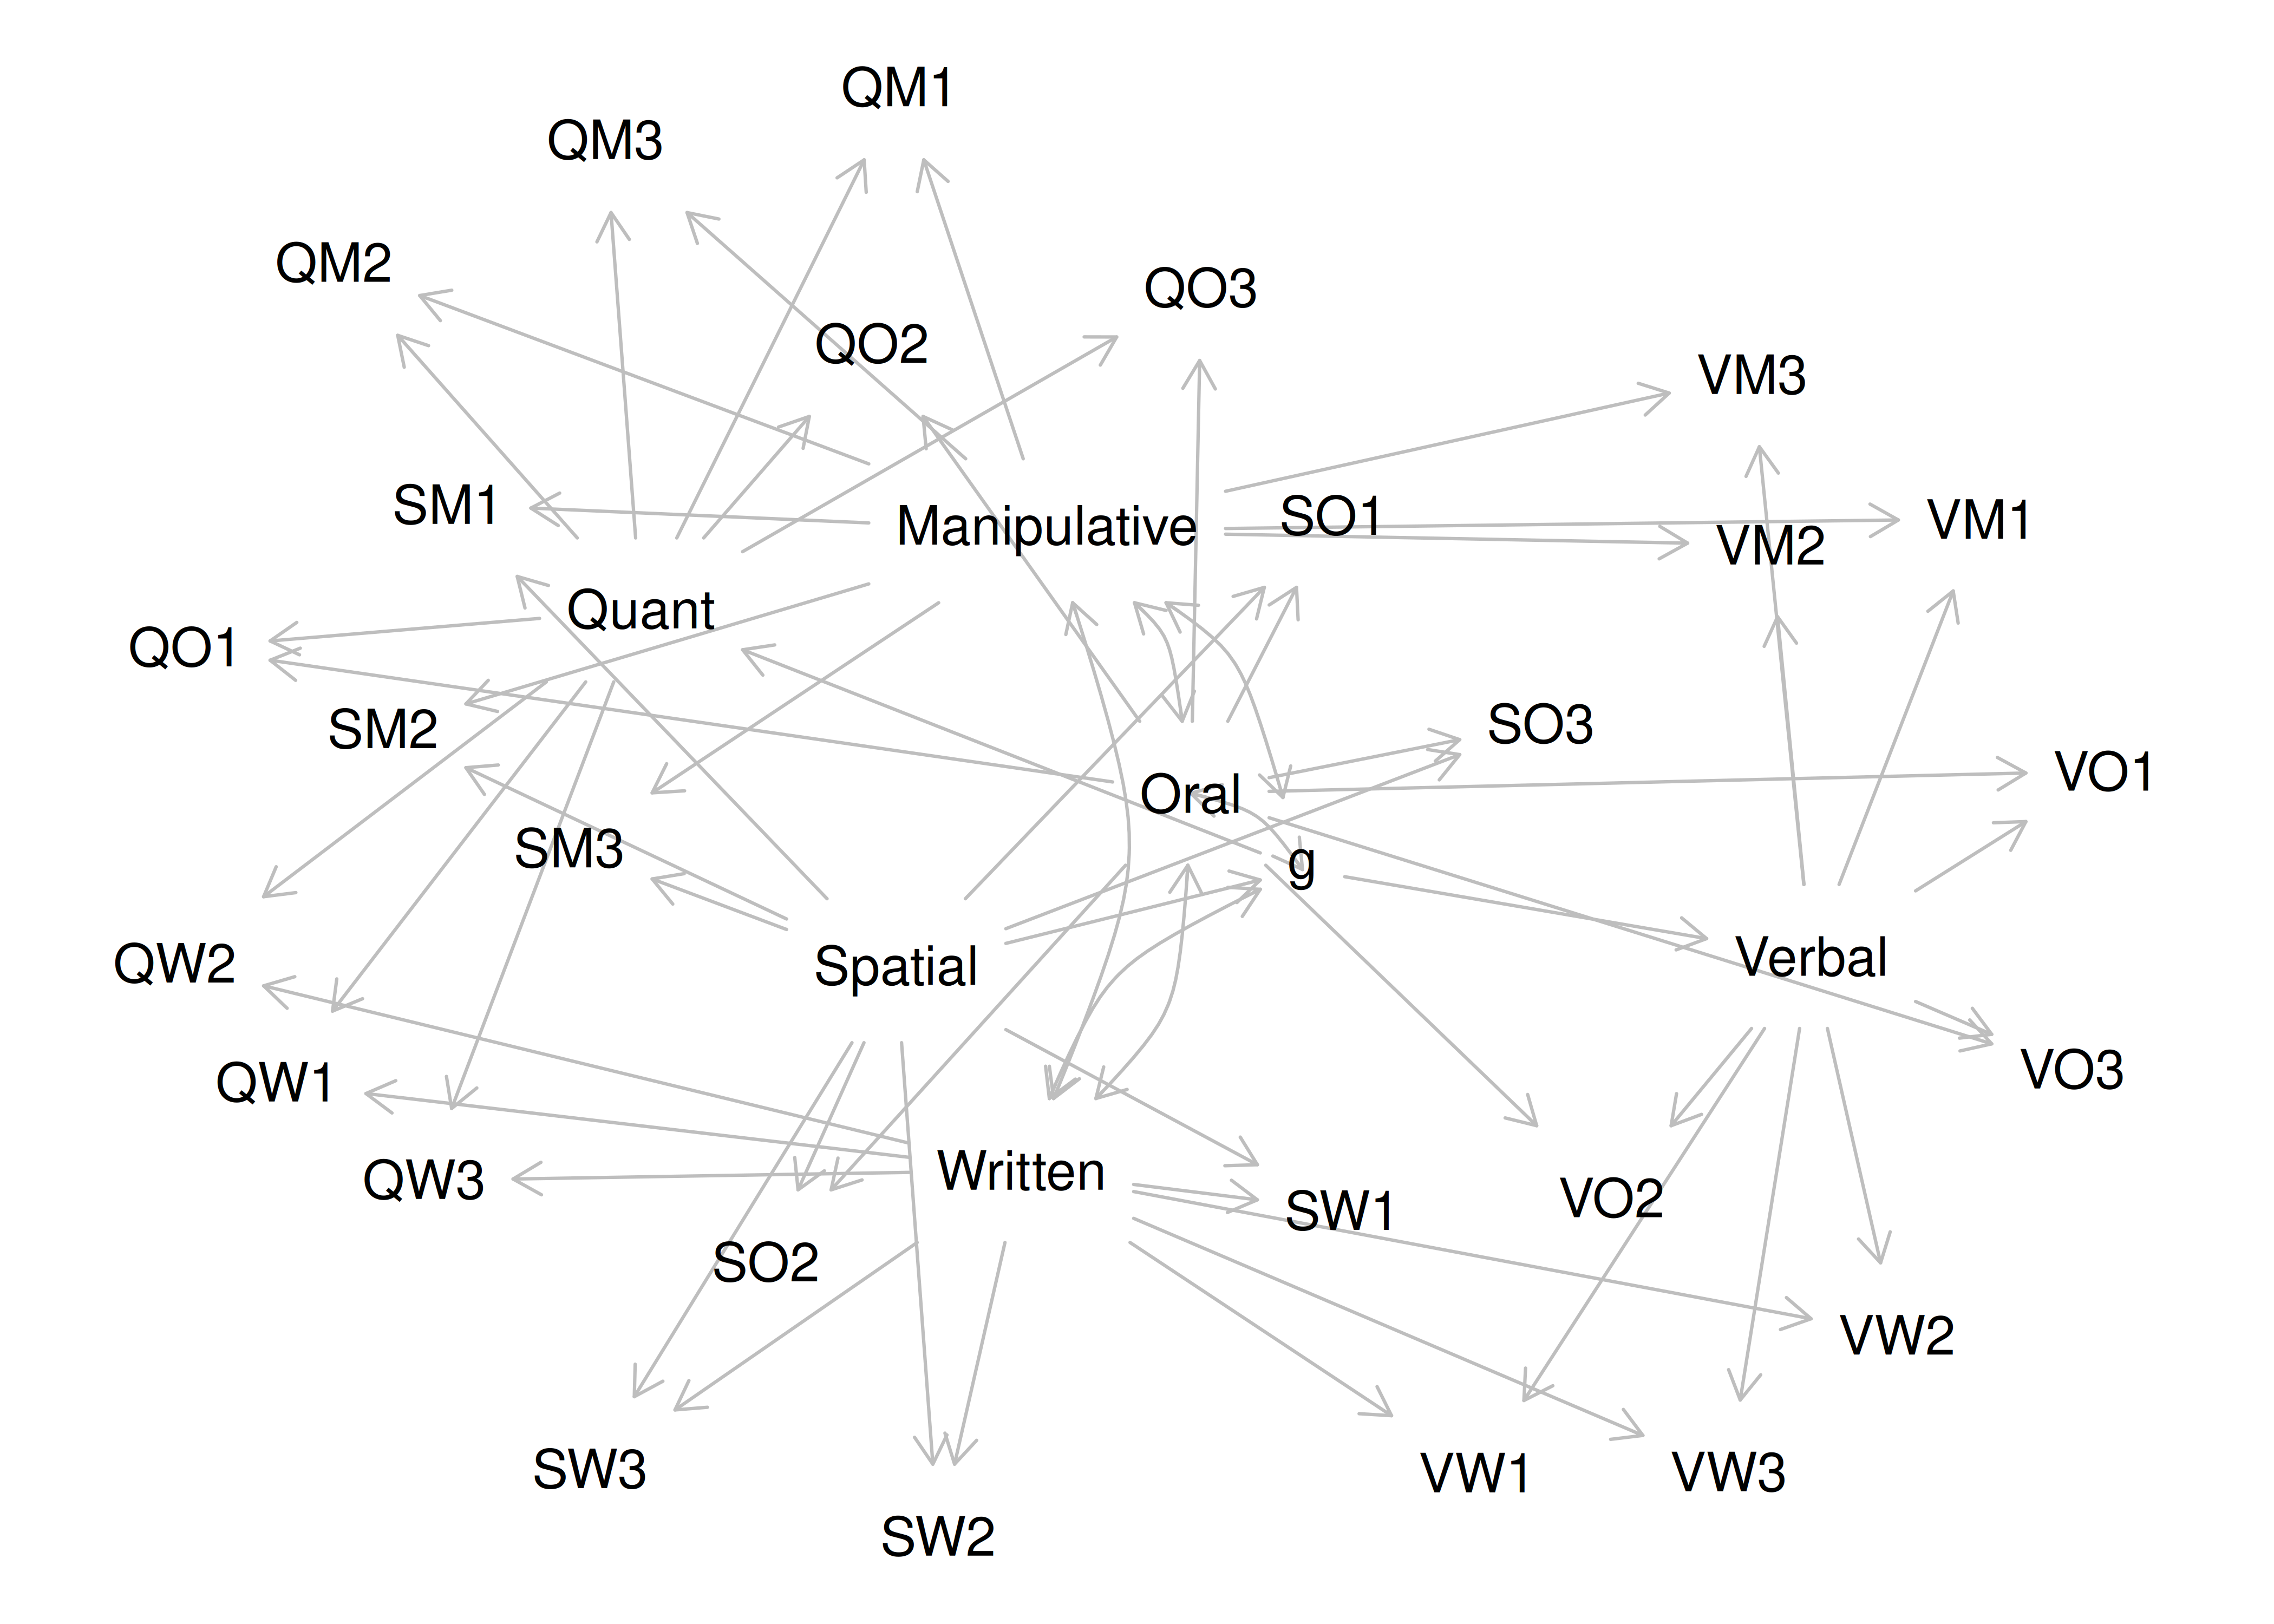 QM1
QM3
QM2
QO3
QO2
VM3
SM1
Manipulative
SO1
VM2
VM1
Quant
QO1
SM2
SO3
VO1
Oral
SM3
g
QW2
Spatial
Verbal
QW1
VO3
QW3
Written
SW1
VO2
SO2
VW2
SW3
VW1
VW3
SW2